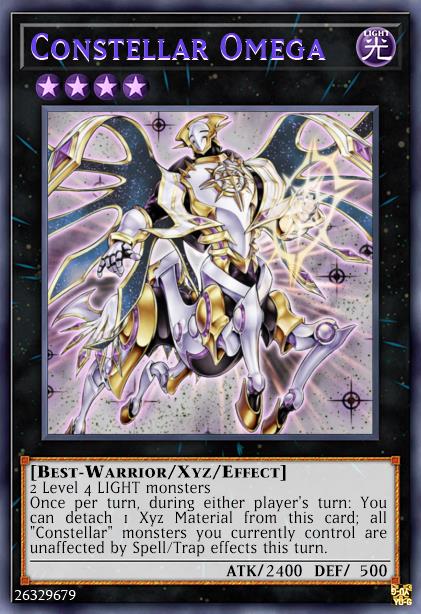 Constellar Omega
LIGHT
光
[Best-Warrior/Xyz/Effect]
2 Level 4 LIGHT monsters
Once per turn, during either player's turn: You
can detach 1 Xyz Material from this card; all
"Constellar" monsters you currently control are
unaffected by Spell/Trap effects this turn.
ATK/2400 DEF/ 500
26329679